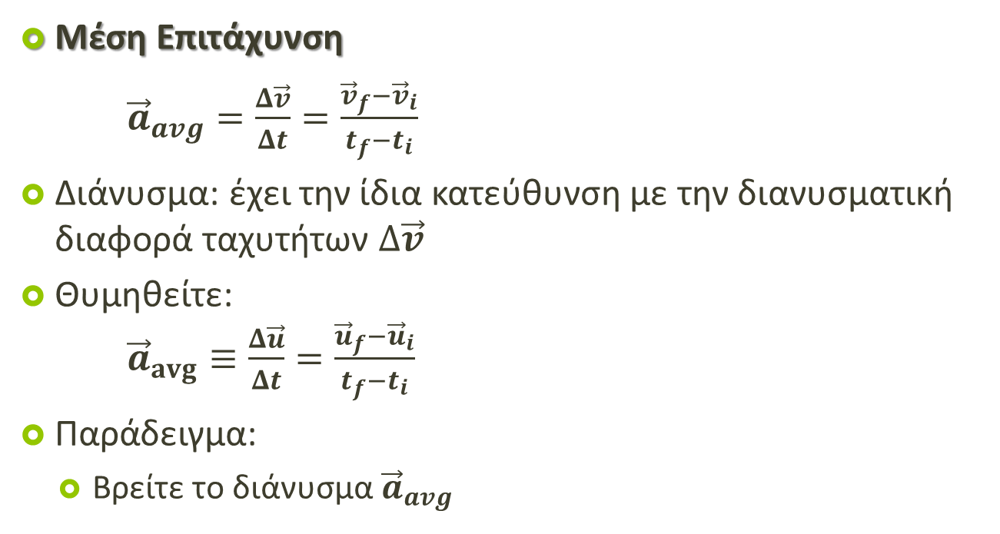 Μέση Επιτάχυνση
$\vec{a}_{avg} = \frac{\Delta\vec{v}}{\Delta t} = \frac{\vec{v}_f - \vec{v}_i}{t_f - t_i}$
Διάνυσμα: έχει την ίδια κατεύθυνση με την διανυσματική
διαφορά ταχυτήτων $\Delta\vec{v}$
Θυμηθείτε:
$\vec{a}_{\text{avg}} \equiv \frac{\Delta\vec{u}}{\Delta t} = \frac{\vec{u}_f - \vec{u}_i}{t_f - t_i}$
Παράδειγμα:
Βρείτε το διάνυσμα $\vec{a}_{avg}$